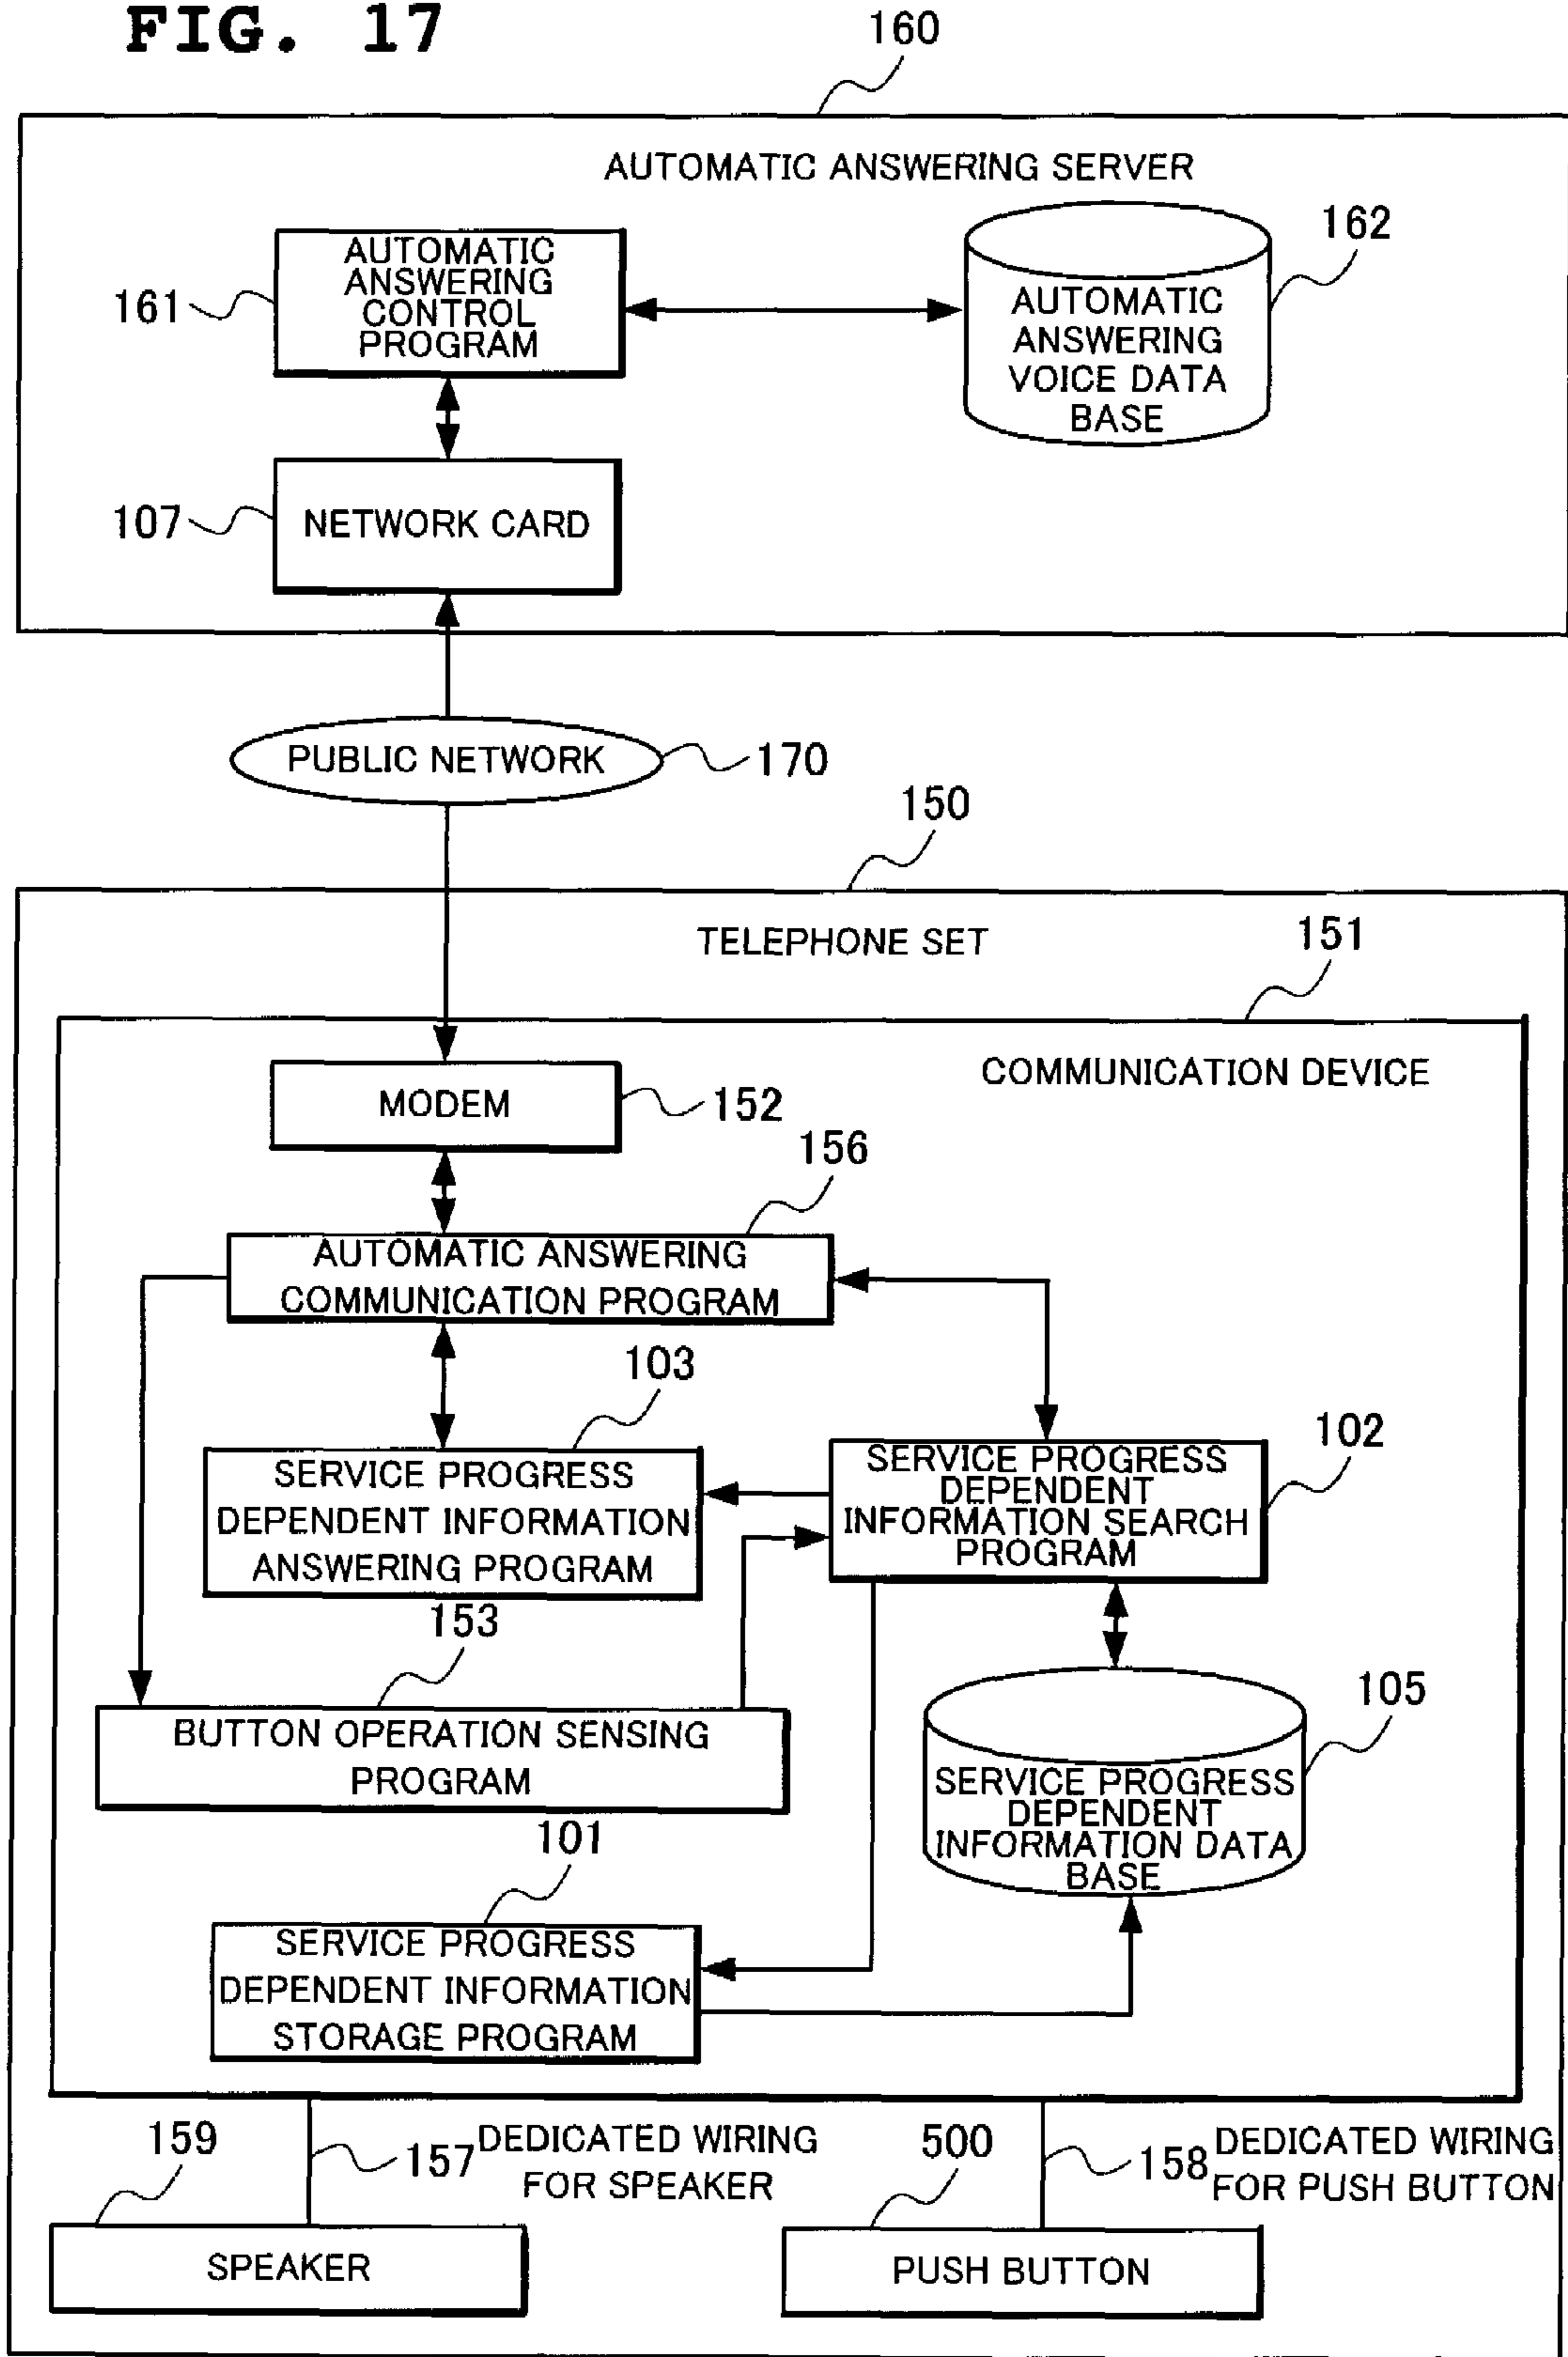 FIG. 17
160
AUTOMATIC ANSWERING SERVER
AUTOMATIC
ANSWERING
CONTROL
PROGRAM
161
162
AUTOMATIC
ANSWERING
VOICE DATA
BASE
107
NETWORK CARD
PUBLIC NETWORK
170
150
TELEPHONE SET
151
COMMUNICATION DEVICE
MODEM
152
156
AUTOMATIC ANSWERING
COMMUNICATION PROGRAM
103
SERVICE PROGRESS
DEPENDENT INFORMATION
ANSWERING PROGRAM
102
SERVICE PROGRESS
DEPENDENT
INFORMATION SEARCH
PROGRAM
153
BUTTON OPERATION SENSING
PROGRAM
105
SERVICE PROGRESS
DEPENDENT
INFORMATION DATA
BASE
101
SERVICE PROGRESS
DEPENDENT INFORMATION
STORAGE PROGRAM
159
157
DEDICATED WIRING
FOR SPEAKER
500
158
DEDICATED WIRING
FOR PUSH BUTTON
SPEAKER
PUSH BUTTON